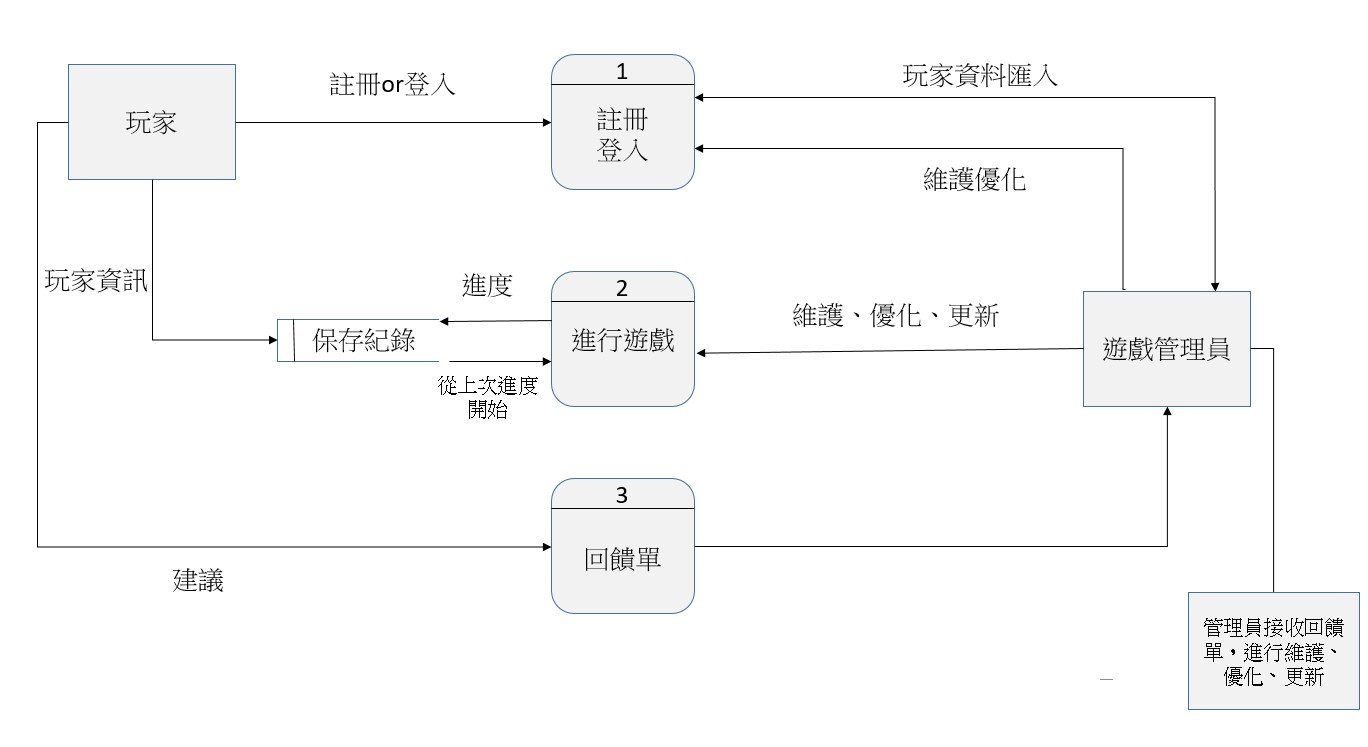 玩家
註冊or登入
1
註冊
登入
玩家資料匯入
維護優化
玩家資訊
進度
保存紀錄
從上次進度
開始
2
進行遊戲
維護、優化、更新
遊戲管理員
3
回饋單
建議
管理員接收回饋
單，進行維護、
優化、更新